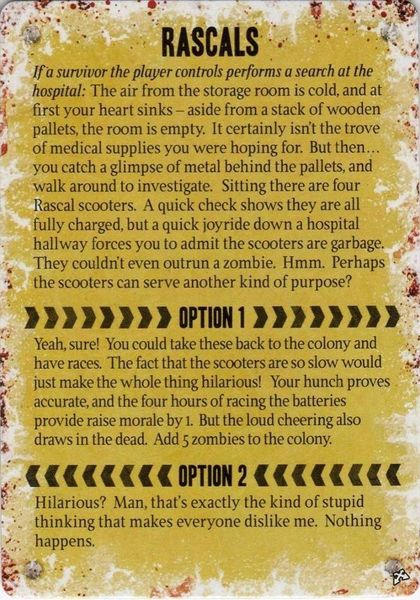 RASCALS
If a survivor the player controls performs a search at the
hospital: The air from the storage room is cold, and at
first your heart sinks – aside from a stack of wooden
pallets, the room is empty. It certainly isn't the trove
of medical supplies you were hoping for. But then…
you catch a glimpse of metal behind the pallets, and
walk around to investigate. Sitting there are four
Rascal scooters. A quick check shows they are all
fully charged, but a quick joyride down a hospital
hallway forces you to admit the scooters are garbage.
They couldn't even outrun a zombie. Hmm. Perhaps
the scooters can serve another kind of purpose?
OPTION 1
Yeah, sure! You could take these back to the colony and
have races. The fact that the scooters are so slow would
just make the whole thing hilarious! Your hunch proves
accurate, and the four hours of racing the batteries
provide raise morale by 1. But the loud cheering also
draws in the dead. Add 5 zombies to the colony.
OPTION 2
Hilarious? Man, that's exactly the kind of stupid
thinking that makes everyone dislike me. Nothing
happens.